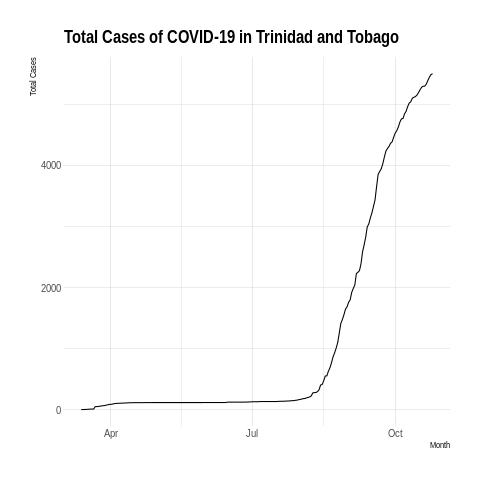 Total Cases of COVID-19 in Trinidad and Tobago
Total Cases
4000
2000
0
Apr Jul Oct
Month